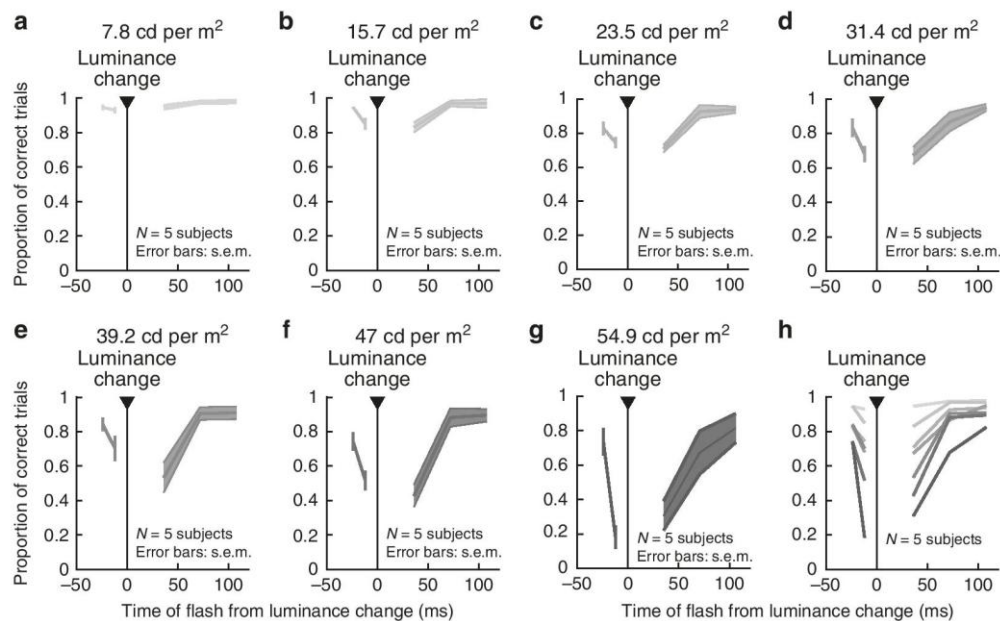 a
7.8 cd per m²
Luminance
change
Proportion of correct trials
1
0.8
0.6
0.4
0.2
0
N = 5 subjects
Error bars: s.e.m.
–50 0 50 100
b
15.7 cd per m²
Luminance
change
1
0.8
0.6
0.4
0.2
0
N = 5 subjects
Error bars: s.e.m.
–50 0 50 100
c
23.5 cd per m²
Luminance
change
1
0.8
0.6
0.4
0.2
0
N = 5 subjects
Error bars: s.e.m.
–50 0 50 100
d
31.4 cd per m²
Luminance
change
1
0.8
0.6
0.4
0.2
0
N = 5 subjects
Error bars: s.e.m.
–50 0 50 100
e
39.2 cd per m²
Luminance
change
Proportion of correct trials
1
0.8
0.6
0.4
0.2
0
N = 5 subjects
Error bars: s.e.m.
–50 0 50 100
f
47 cd per m²
Luminance
change
1
0.8
0.6
0.4
0.2
0
N = 5 subjects
Error bars: s.e.m.
–50 0 50 100
Time of flash from luminance change (ms)
g
54.9 cd per m²
Luminance
change
1
0.8
0.6
0.4
0.2
0
N = 5 subjects
Error bars: s.e.m.
–50 0 50 100
h
Luminance
change
1
0.8
0.6
0.4
0.2
0
N = 5 subjects
–50 0 50 100
Time of flash from luminance change (ms)